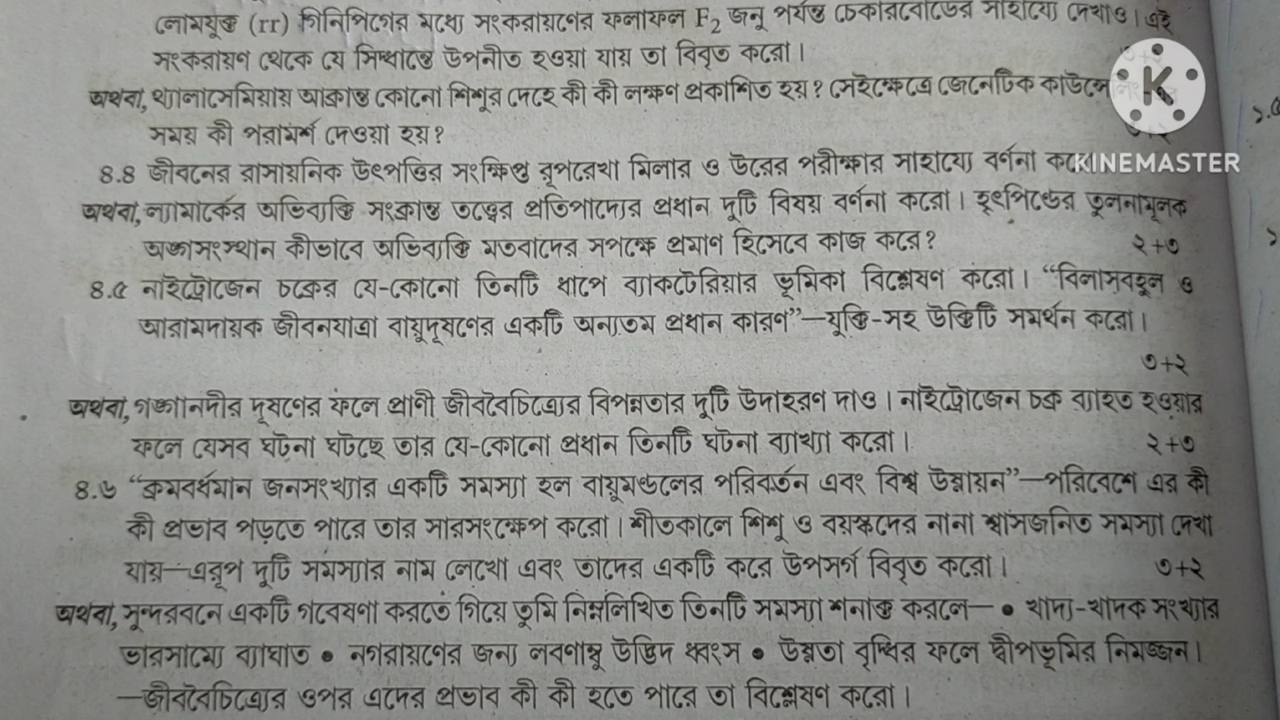 লোমযুক্ত (rr) গিনিপিগের মধ্যে সংকরায়ণের ফলাফল F₂ জনু পর্যন্ত চেকারবোর্ডের সাহায্যে দেখাও। এই
সংকরায়ণ থেকে যে সিদ্ধান্তে উপনীত হওয়া যায় তা বিবৃত করো।
অথবা, থ্যালাসেমিয়ায় আক্রান্ত কোনো শিশুর দেহে কী কী লক্ষণ প্রকাশিত হয়? সেইক্ষেত্রে জেনেটিক
সময় কী পরামর্শ দেওয়া হয়?
৪.৪ জীবনের রাসায়নিক উৎপত্তির সংক্ষিপ্ত রূপরেখা মিলার ও উরের পরীক্ষার সাহায্যে বর্ণনা
KINEMASTER
অথবা, ল্যামার্কের অভিব্যক্তি সংক্রান্ত তত্ত্বের প্রতিপাদ্যের প্রধান দুটি বিষয় বর্ণনা করো। হৃৎপিণ্ডের তুলনামূলক
অঙ্গসংস্থান কীভাবে অভিব্যক্তি মতবাদের সপক্ষে প্রমাণ হিসেবে কাজ করে? ২+৩
৪.৫ নাইট্রোজেন চক্রের যে-কোনো তিনটি ধাপে ব্যাকটেরিয়ার ভূমিকা বিশ্লেষণ করো। “বিলাসবহুল ও
আরামদায়ক জীবনযাত্রা বায়ুদূষণের একটি অন্যতম প্রধান কারণ”—যুক্তি-সহ উক্তিটি সমর্থন করো।
৩+২
অথবা, গঙ্গানদীর দূষণের ফলে প্রাণী জীববৈচিত্র্যের বিপন্নতার দুটি উদাহরণ দাও। নাইট্রোজেন চক্র ব্যাহত হওয়ার
ফলে যেসব ঘটনা ঘটছে তার যে-কোনো প্রধান তিনটি ঘটনা ব্যাখ্যা করো। ২+৩
৪.৬ “ক্রমবর্ধমান জনসংখ্যার একটি সমস্যা হল বায়ুমণ্ডলের পরিবর্তন এবং বিশ্ব উষ্ণায়ন”—পরিবেশে এর কী
কী প্রভাব পড়তে পারে তার সারসংক্ষেপ করো। শীতকালে শিশু ও বয়স্কদের নানা শ্বাসজনিত সমস্যা দেখা
যায়—এরূপ দুটি সমস্যার নাম লেখো এবং তাদের একটি করে উপসর্গ বিবৃত করো। ৩+২
অথবা, সুন্দরবনে একটি গবেষণা করতে গিয়ে তুমি নিম্নলিখিত তিনটি সমস্যা শনাক্ত করলে— • খাদ্য-খাদক সংখ্যার
ভারসাম্যে ব্যাঘাত • নগরায়ণের জন্য লবণাম্বু উদ্ভিদ ধ্বংস • উষ্ণতা বৃদ্ধির ফলে দ্বীপভূমির নিমজ্জন।
—জীববৈচিত্র্যের ওপর এদের প্রভাব কী কী হতে পারে তা বিশ্লেষণ করো।